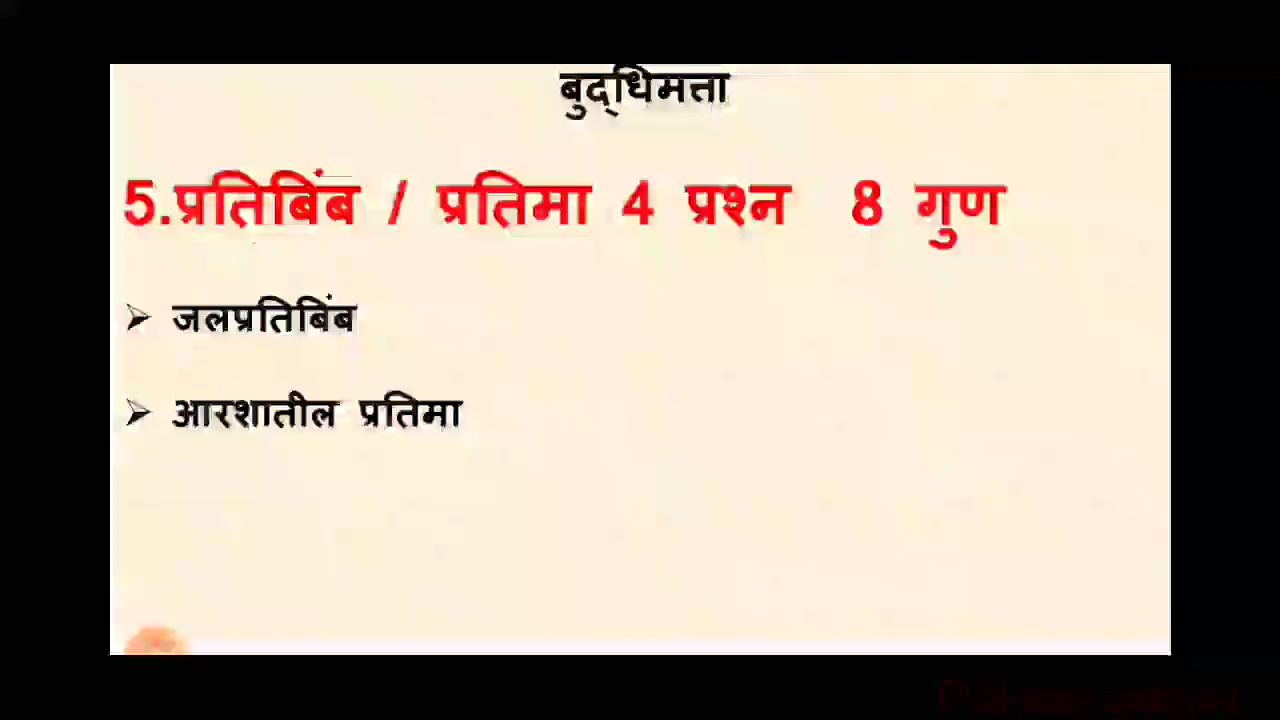 बुद्‌धिमत्ता
5.प्रतिबिंब / प्रतिमा 4 प्रश्न 8 गुण
➢ जलप्रतिबिंब
➢ आरशातील प्रतिमा